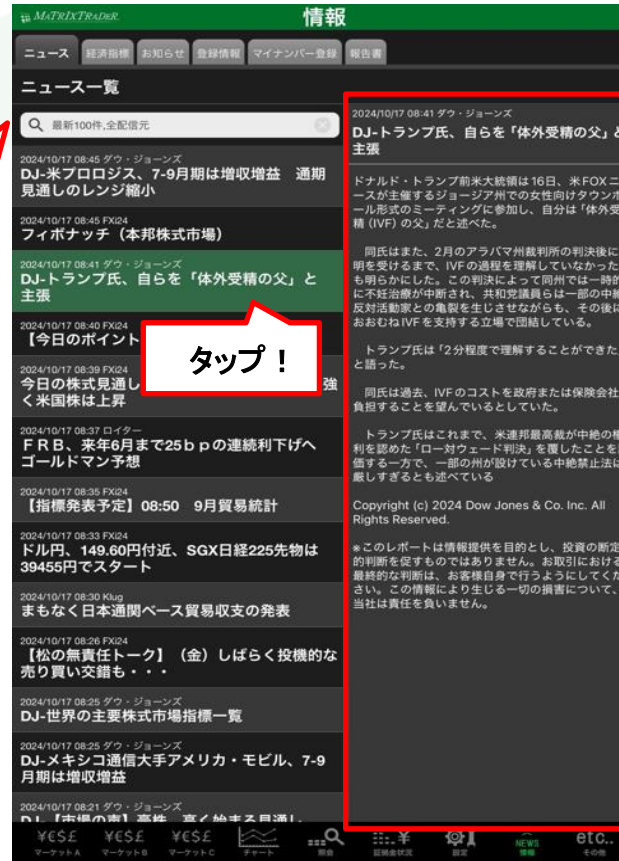 MATRIXTRADER
情報
ニュース 経済指標 お知らせ 登録情報 マイナンバー登録 報告書
ニュース一覧
最新100件,全配信元
2024/10/17 08:45 ダウ・ジョーンズ
DJ-米プロロジス、7-9月期は増収増益 通期
見通しのレンジ縮小
2024/10/17 08:45 FXi24
フィボナッチ（本邦株式市場）
2024/10/17 08:41 ダウ・ジョーンズ
DJ-トランプ氏、自らを「体外受精の父」と
主張
2024/10/17 08:40 FXi24
【今日のポイント
タップ！
2024/10/17 08:39 FXi24
今日の株式見通し 強
く米国株は上昇
2024/10/17 08:37 ロイター
ＦＲＢ、来年6月まで25ｂｐの連続利下げへ
ゴールドマン予想
2024/10/17 08:35 FXi24
【指標発表予定】08:50 9月貿易統計
2024/10/17 08:33 FXi24
ドル円、149.60円付近、SGX日経225先物は
39455円でスタート
2024/10/17 08:30 Klug
まもなく日本通関ベース貿易収支の発表
2024/10/17 08:26 FXi24
【松の無責任トーク】（金）しばらく投機的な
売り買い交錯も・・・
2024/10/17 08:25 ダウ・ジョーンズ
DJ-世界の主要株式市場指標一覧
2024/10/17 08:25 ダウ・ジョーンズ
DJ-メキシコ通信大手アメリカ・モビル、7-9
月期は増収増益
2024/10/17 08:21 ダウ・ジョーンズ
DJ-【市場の声】豪株、高く始まる見通し
2024/10/17 08:41 ダウ・ジョーンズ
DJ-トランプ氏、自らを「体外受精の父」と
主張
ドナルド・トランプ前米大統領は16日、米FOXニ
ースが主催するジョージア州での女性向けタウンホ
ール形式のミーティングに参加し、自分は「体外受
精（IVF）の父」だと述べた。
同氏はまた、2月のアラバマ州裁判所の判決後に
明を受けるまで、IVFの過程を理解していなかった
も明らかにした。この判決によって同州では一時的
に不妊治療が中断され、共和党議員らは一部の中絶
反対活動家との亀裂を生じさせながらも、その後に
おおむねIVFを支持する立場で団結している。
トランプ氏は「2分程度で理解することができた」
と語った。
同氏は過去、IVFのコストを政府または保険会社
負担することを望んでいるとしていた。
トランプ氏はこれまで、米連邦最高裁が中絶の権
利を認めた「ロー対ウェード判決」を覆したことを
価する一方で、一部の州が設けている中絶禁止法は
厳しすぎるとも述べている
Copyright (c) 2024 Dow Jones & Co. Inc. All
Rights Reserved.
※このレポートは情報提供を目的とし、投資の断定
的判断を促すものではありません。お取引における
最終的な判断は、お客様自身で行うようにしてくだ
さい。この情報により生じる一切の損害について、
当社は責任を負いません。
¥€$£ ¥€$£ ¥€$£ ¥ NEWS etc..
マーケットA マーケットB マーケットC チャート 照会 証拠金状況 設定 情報 その他